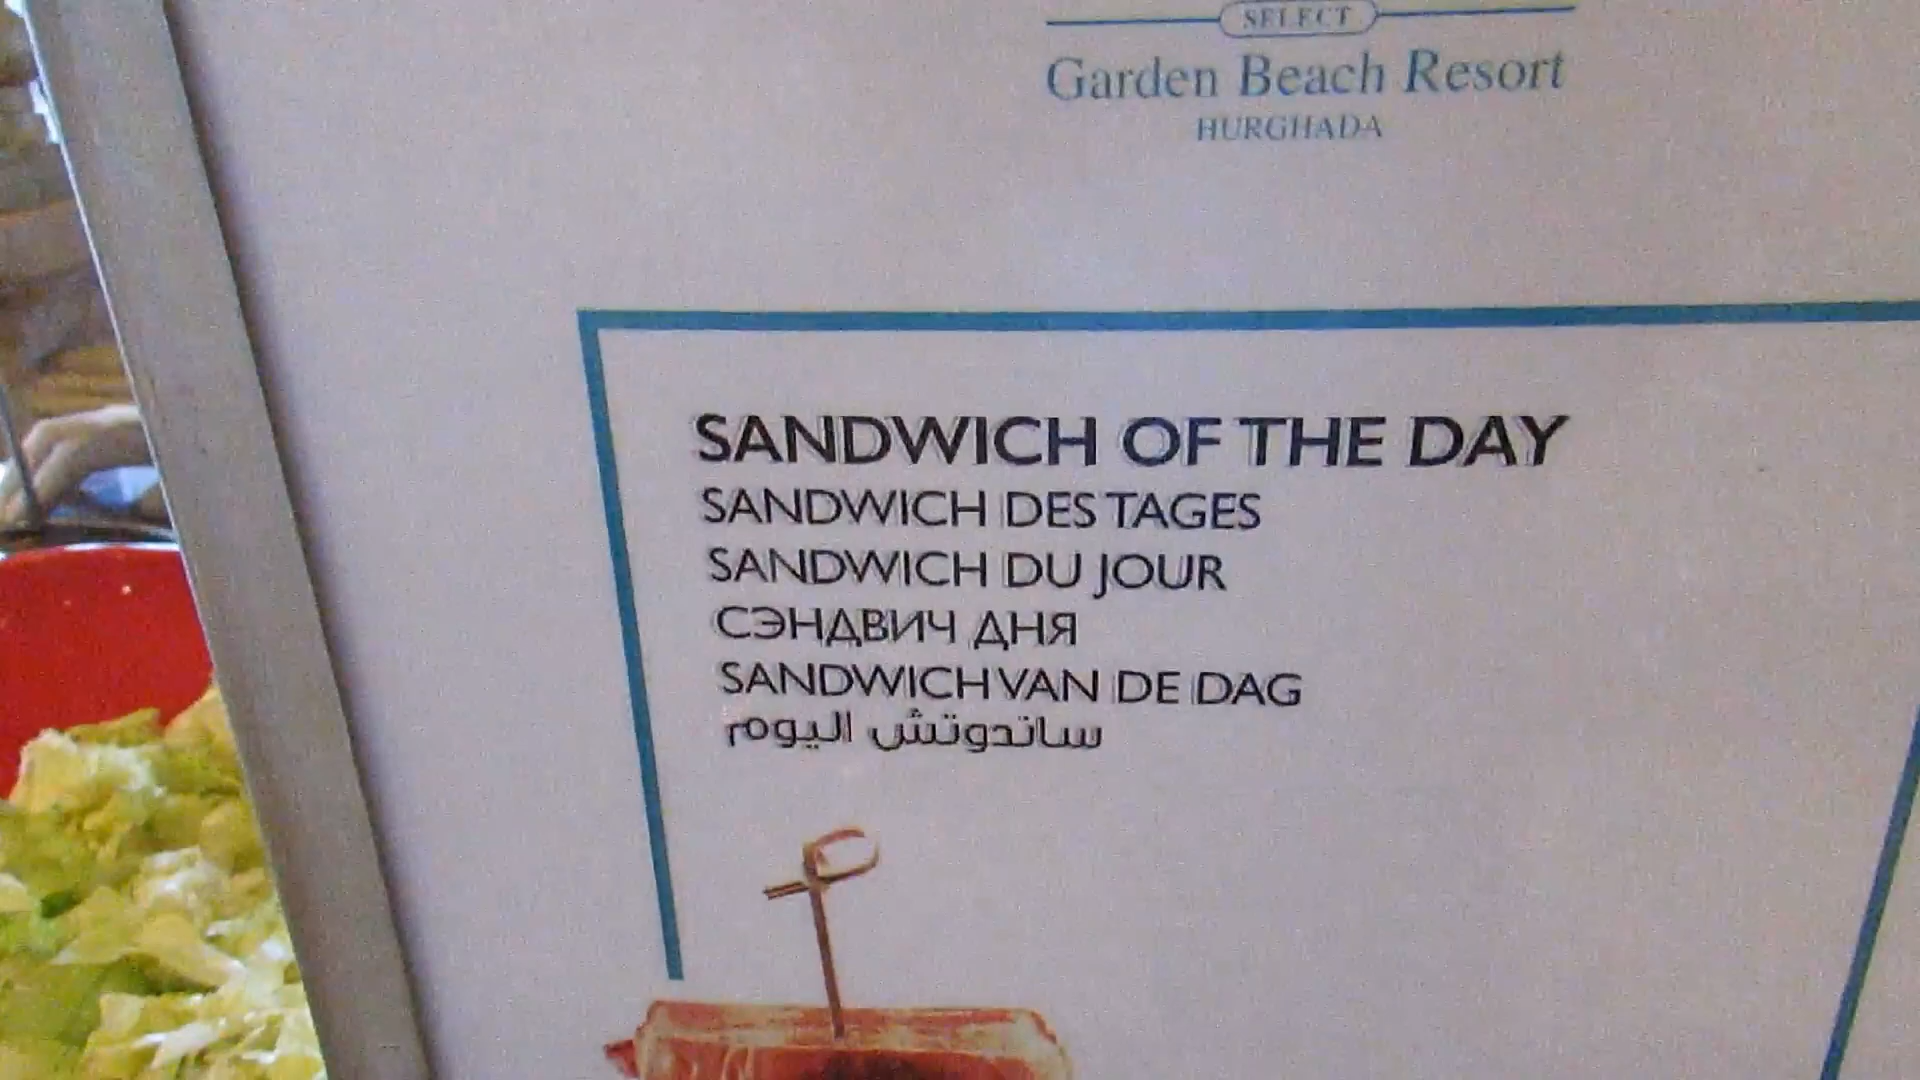 SELECT
Garden Beach Resort
HURGHADA
SANDWICH OF THE DAY
SANDWICH DES TAGES
SANDWICH DU JOUR
СЭНДВИЧ ДНЯ
SANDWICH VAN DE DAG
ساندوتش اليوم